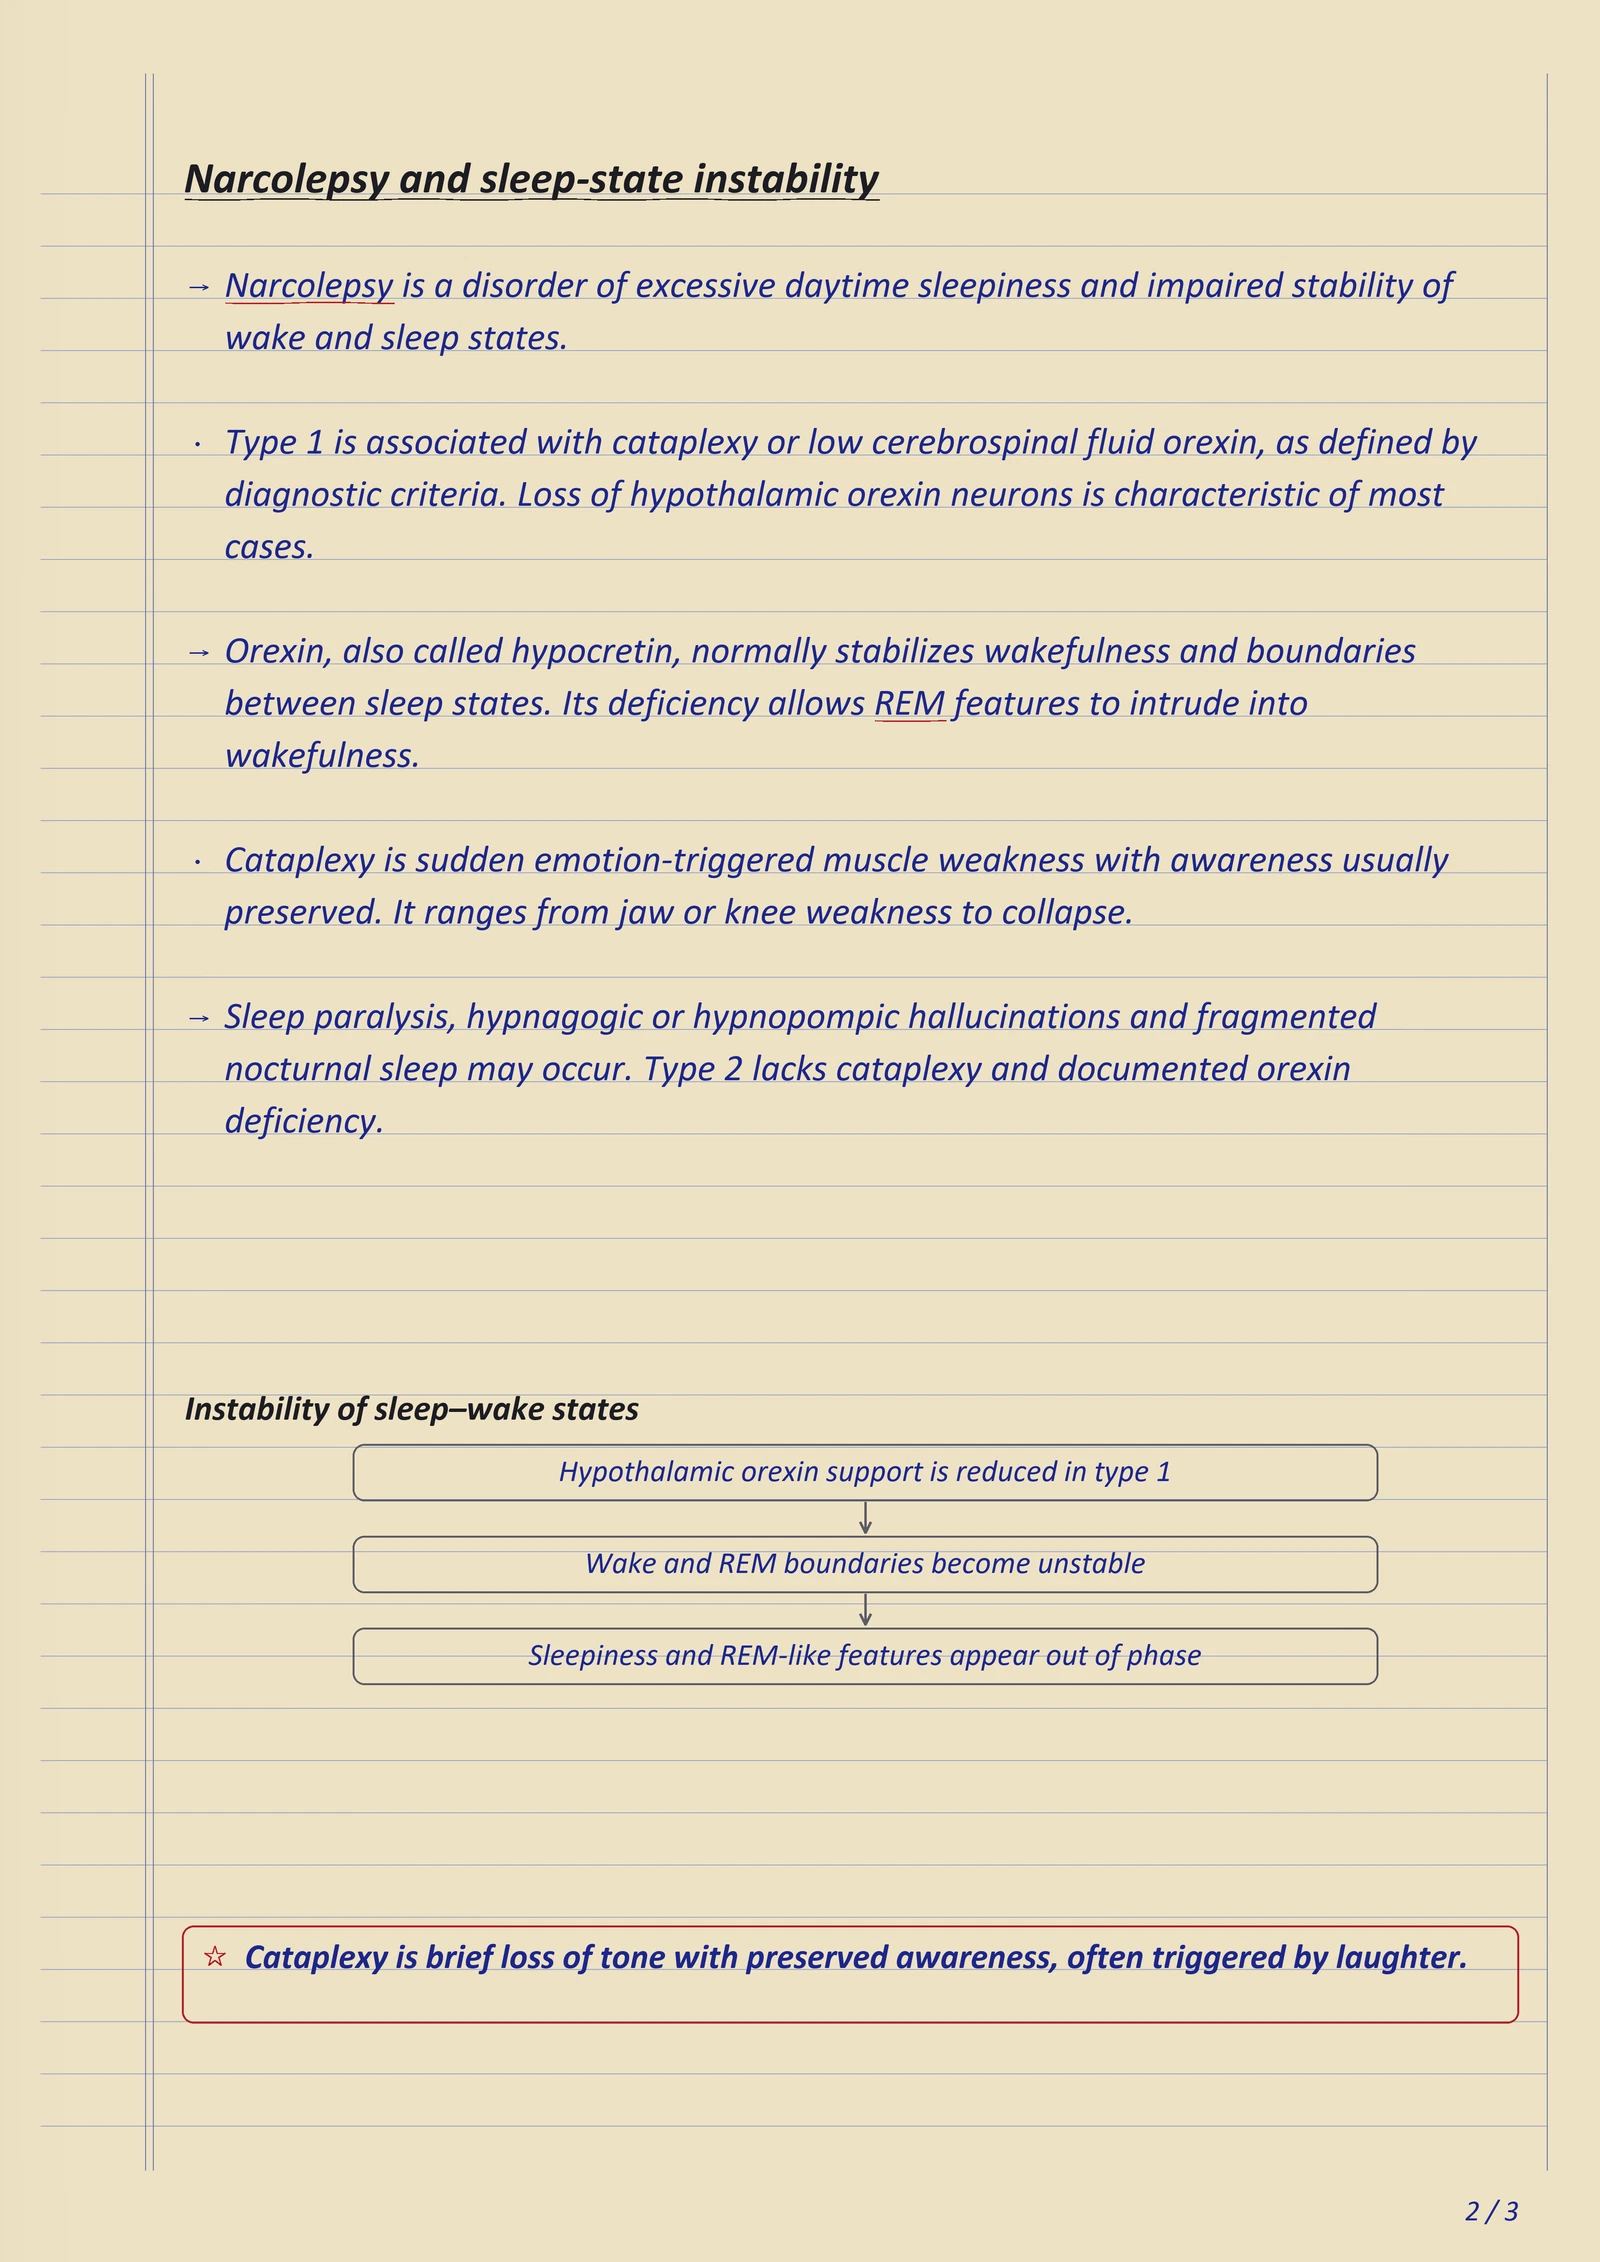 Narcolepsy and sleep-state instability
→ Narcolepsy is a disorder of excessive daytime sleepiness and impaired stability of
wake and sleep states.
· Type 1 is associated with cataplexy or low cerebrospinal fluid orexin, as defined by
diagnostic criteria. Loss of hypothalamic orexin neurons is characteristic of most
cases.
→ Orexin, also called hypocretin, normally stabilizes wakefulness and boundaries
between sleep states. Its deficiency allows REM features to intrude into
wakefulness.
· Cataplexy is sudden emotion-triggered muscle weakness with awareness usually
preserved. It ranges from jaw or knee weakness to collapse.
→ Sleep paralysis, hypnagogic or hypnopompic hallucinations and fragmented
nocturnal sleep may occur. Type 2 lacks cataplexy and documented orexin
deficiency.
Instability of sleep–wake states
Hypothalamic orexin support is reduced in type 1
Wake and REM boundaries become unstable
Sleepiness and REM-like features appear out of phase
☆ Cataplexy is brief loss of tone with preserved awareness, often triggered by laughter.
2 / 3